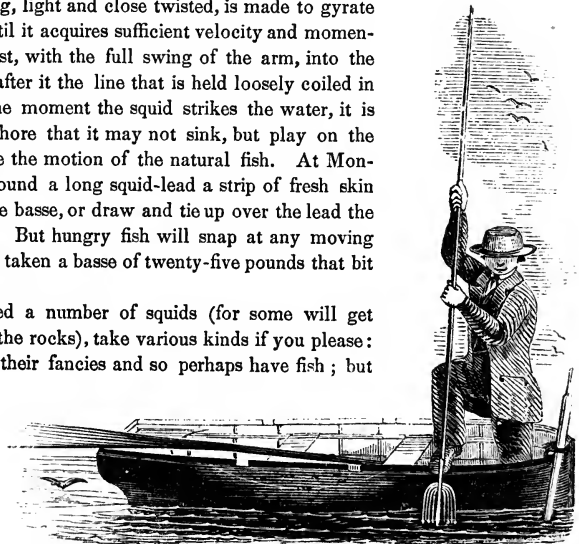 g, light and close twisted, is made to gyrate
til it acquires sufficient velocity and momen-
st, with the full swing of the arm, into the
after it the line that is held loosely coiled in
e moment the squid strikes the water, it is
hore that it may not sink, but play on the
e the motion of the natural fish. At Mon-
ound a long squid-lead a strip of fresh skin
e basse, or draw and tie up over the lead the
But hungry fish will snap at any moving
taken a basse of twenty-five pounds that bit
ed a number of squids (for some will get
the rocks), take various kinds if you please:
their fancies and so perhaps have fish; but